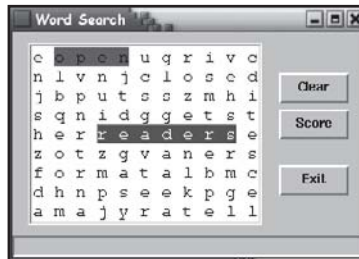 Word Search
c o p e n u g r i v e
n l v n j c l o s e d
j b p u t s s z m h i
s q n i d g g e t s t
h e r r e a d e r s e
z o t z g v a n e r s
f o r m a t a l b m c
d h n p s e e k p g e
a m a j y r a t e l l
Clear
Score
Exit